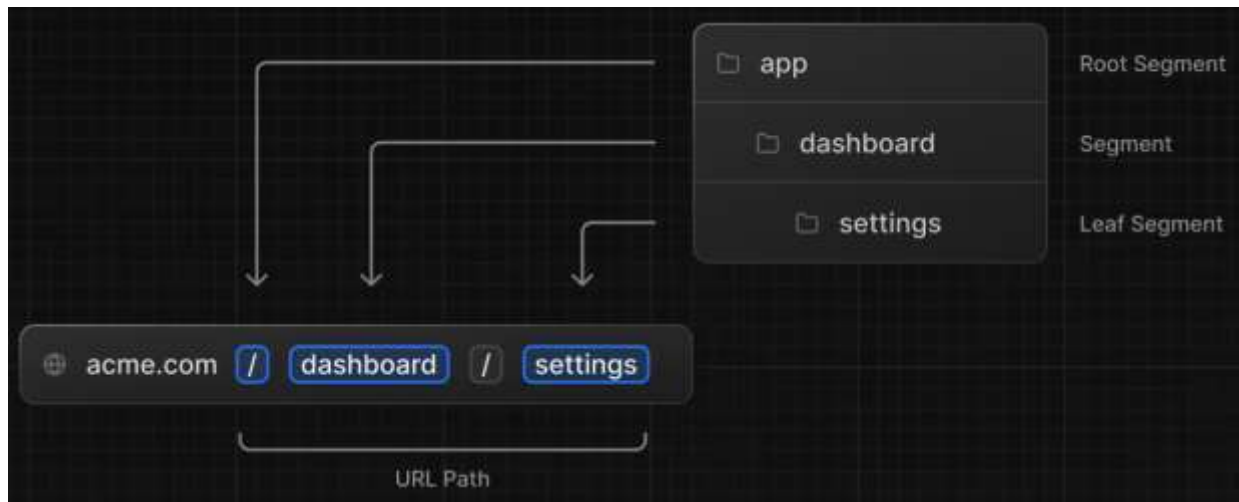 app
Root Segment
dashboard
Segment
settings
Leaf Segment
acme.com / dashboard / settings
URL Path